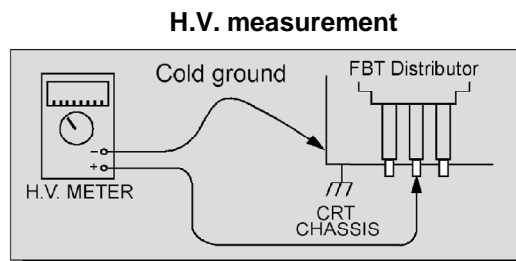 H.V. measurement
Cold ground
FBT Distributor
−
+
H.V. METER
CRT
CHASSIS